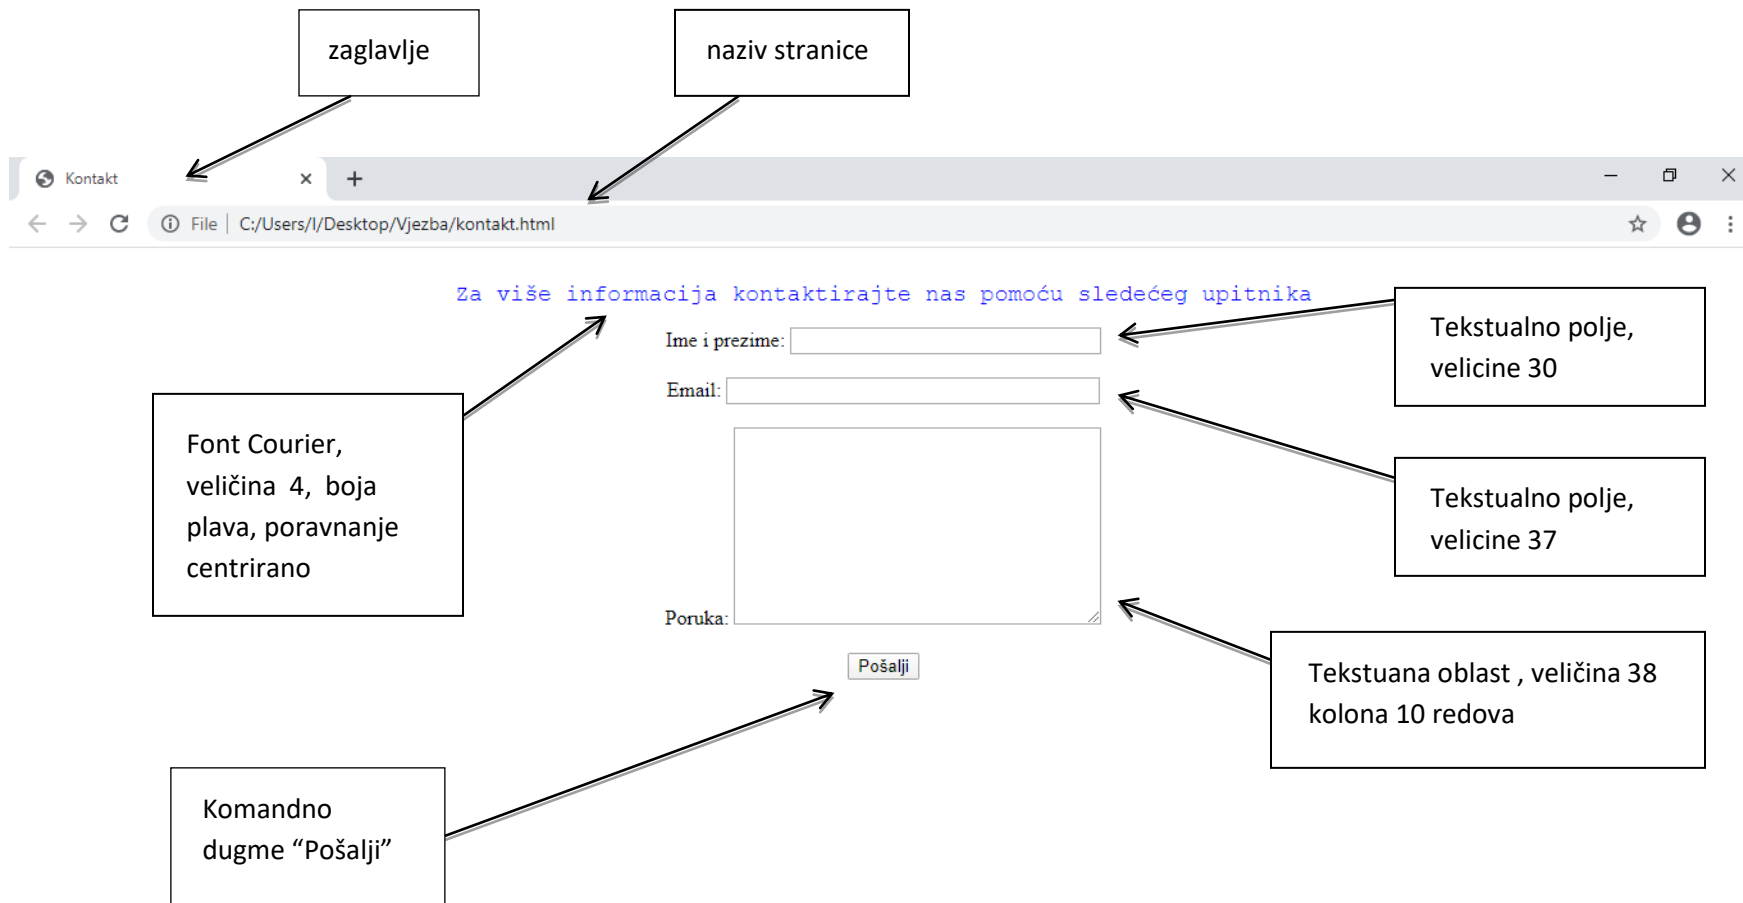 zaglavlje
naziv stranice
Kontakt
File | C:/Users/I/Desktop/Vjezba/kontakt.html
Za više informacija kontaktirajte nas pomoću sledećeg upitnika
Ime i prezime:
Tekstualno polje,
velicine 30
Email:
Font Courier,
veličina 4, boja
plava, poravnanje
centrirano
Tekstualno polje,
velicine 37
Poruka:
Pošalji
Tekstuana oblast , veličina 38
kolona 10 redova
Komandno
dugme “Pošalji”